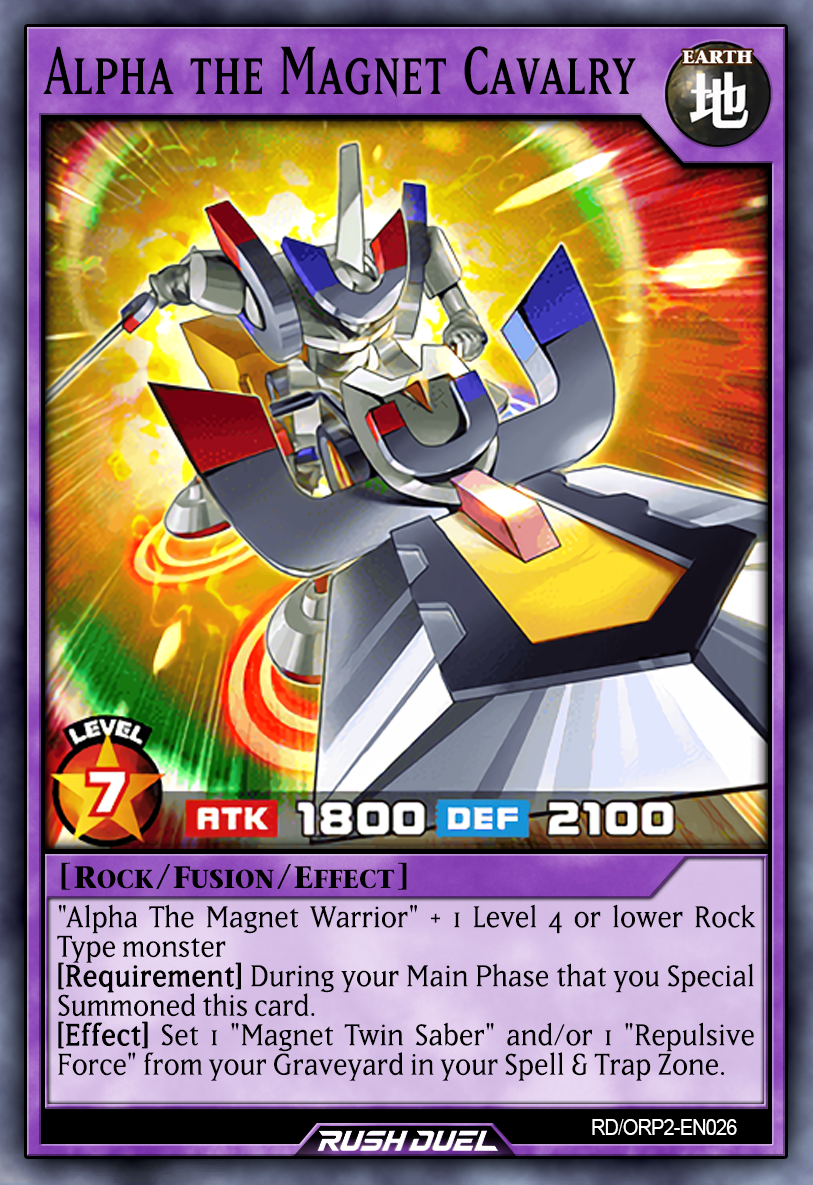 Alpha the Magnet Cavalry
EARTH
地
LEVEL
7
ATK 1800 DEF 2100
[Rock/Fusion/Effect]
"Alpha The Magnet Warrior" + 1 Level 4 or lower Rock
Type monster
[Requirement] During your Main Phase that you Special
Summoned this card.
[Effect] Set 1 "Magnet Twin Saber" and/or 1 "Repulsive
Force" from your Graveyard in your Spell & Trap Zone.
RD/ORP2-EN026
RUSH DUEL